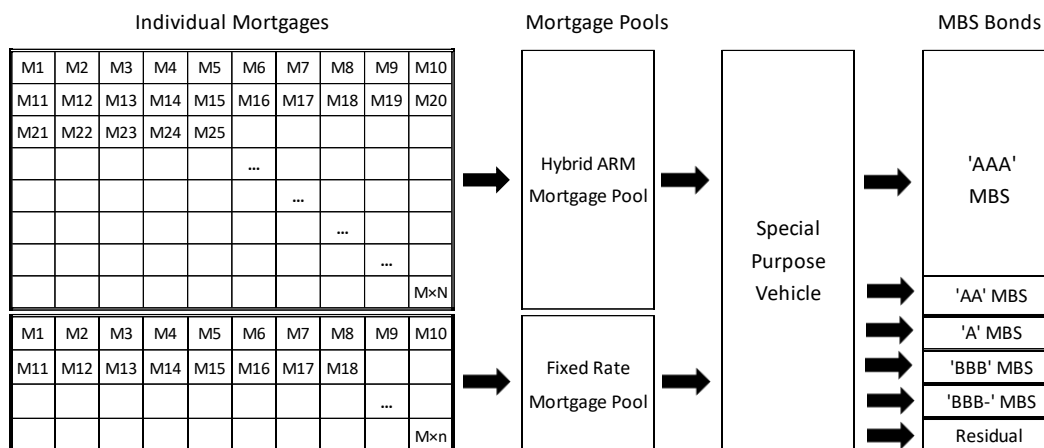 Individual Mortgages
Mortgage Pools
MBS Bonds
M1 M2 M3 M4 M5 M6 M7 M8 M9 M10
M11 M12 M13 M14 M15 M16 M17 M18 M19 M20
M21 M22 M23 M24 M25
...
...
...
...
M×N
M1 M2 M3 M4 M5 M6 M7 M8 M9 M10
M11 M12 M13 M14 M15 M16 M17 M18
...
M×n
Hybrid ARM
Mortgage Pool
Fixed Rate
Mortgage Pool
Special
Purpose
Vehicle
'AAA'
MBS
'AA' MBS
'A' MBS
'BBB' MBS
'BBB-' MBS
Residual